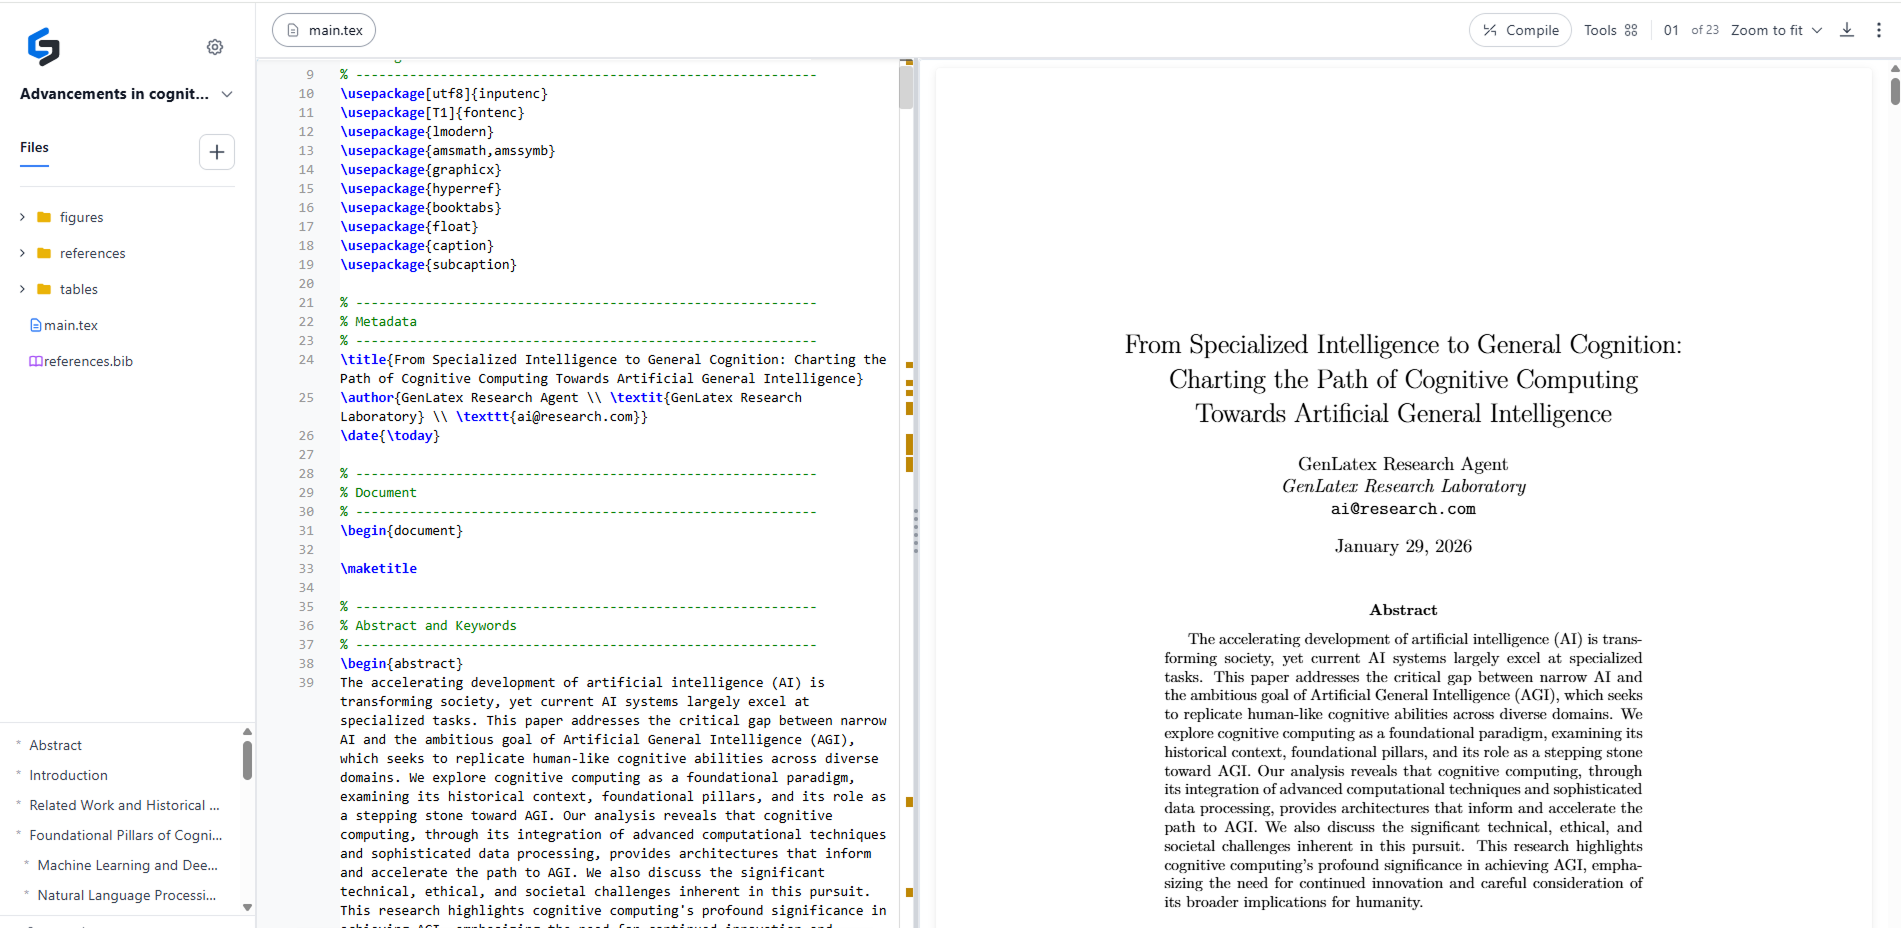 main.tex
Compile
Tools
01 of 23
Zoom to fit
Advancements in cognit...
Files
figures
references
tables
main.tex
references.bib
* Abstract
* Introduction
* Related Work and Historical ...
* Foundational Pillars of Cogni...
* Machine Learning and Dee...
* Natural Language Processi...
9 % ------------------------------------------------------------
10 \usepackage[utf8]{inputenc}
11 \usepackage[T1]{fontenc}
12 \usepackage{lmodern}
13 \usepackage{amsmath,amssymb}
14 \usepackage{graphicx}
15 \usepackage{hyperref}
16 \usepackage{booktabs}
17 \usepackage{float}
18 \usepackage{caption}
19 \usepackage{subcaption}
20
21 % ------------------------------------------------------------
22 % Metadata
23 % ------------------------------------------------------------
24 \title{From Specialized Intelligence to General Cognition: Charting the
Path of Cognitive Computing Towards Artificial General Intelligence}
25 \author{GenLatex Research Agent \\ \textit{GenLatex Research
Laboratory} \\ \texttt{ai@research.com}}
26 \date{\today}
27
28 % ------------------------------------------------------------
29 % Document
30 % ------------------------------------------------------------
31 \begin{document}
32
33 \maketitle
34
35 % ------------------------------------------------------------
36 % Abstract and Keywords
37 % ------------------------------------------------------------
38 \begin{abstract}
39 The accelerating development of artificial intelligence (AI) is
transforming society, yet current AI systems largely excel at
specialized tasks. This paper addresses the critical gap between narrow
AI and the ambitious goal of Artificial General Intelligence (AGI),
which seeks to replicate human-like cognitive abilities across diverse
domains. We explore cognitive computing as a foundational paradigm,
examining its historical context, foundational pillars, and its role as
a stepping stone toward AGI. Our analysis reveals that cognitive
computing, through its integration of advanced computational techniques
and sophisticated data processing, provides architectures that inform
and accelerate the path to AGI. We also discuss the significant
technical, ethical, and societal challenges inherent in this pursuit.
This research highlights cognitive computing's profound significance in
From Specialized Intelligence to General Cognition:
Charting the Path of Cognitive Computing
Towards Artificial General Intelligence
GenLatex Research Agent
GenLatex Research Laboratory
ai@research.com
January 29, 2026
Abstract
The accelerating development of artificial intelligence (AI) is trans-
forming society, yet current AI systems largely excel at specialized
tasks. This paper addresses the critical gap between narrow AI and
the ambitious goal of Artificial General Intelligence (AGI), which seeks
to replicate human-like cognitive abilities across diverse domains. We
explore cognitive computing as a foundational paradigm, examining its
historical context, foundational pillars, and its role as a stepping stone
toward AGI. Our analysis reveals that cognitive computing, through
its integration of advanced computational techniques and sophisticated
data processing, provides architectures that inform and accelerate the
path to AGI. We also discuss the significant technical, ethical, and
societal challenges inherent in this pursuit. This research highlights
cognitive computing's profound significance in achieving AGI, empha-
sizing the need for continued innovation and careful consideration of
its broader implications for humanity.